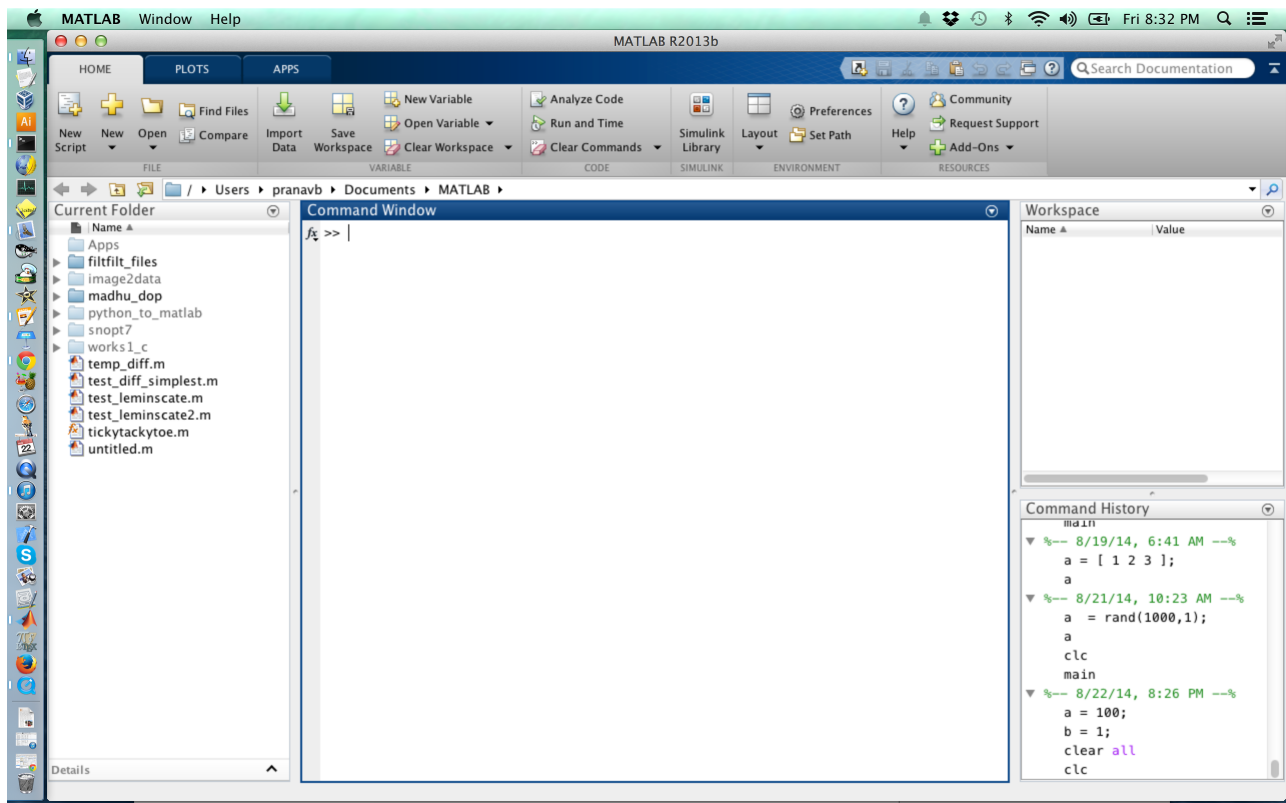 MATLAB Window Help Fri 8:32 PM
MATLAB R2013b
HOME PLOTS APPS Search Documentation
New Script
New
Open
Find Files
Compare
FILE
Import Data
Save Workspace
New Variable
Open Variable
Clear Workspace
VARIABLE
Analyze Code
Run and Time
Clear Commands
CODE
Simulink Library
SIMULINK
Layout
Preferences
Set Path
ENVIRONMENT
Help
Community
Request Support
Add-Ons
RESOURCES
/ Users pranavb Documents MATLAB
Current Folder
Name
Apps
filtfilt_files
image2data
madhu_dop
python_to_matlab
snopt7
works1_c
temp_diff.m
test_diff_simplest.m
test_leminscate.m
test_leminscate2.m
tickytackytoe.m
untitled.m
Details
Command Window
fx >>
Workspace
Name Value
Command History
main
%-- 8/19/14, 6:41 AM --%
a = [ 1 2 3 ];
a
%-- 8/21/14, 10:23 AM --%
a = rand(1000,1);
a
clc
main
%-- 8/22/14, 8:26 PM --%
a = 100;
b = 1;
clear all
clc
Ai
22
S